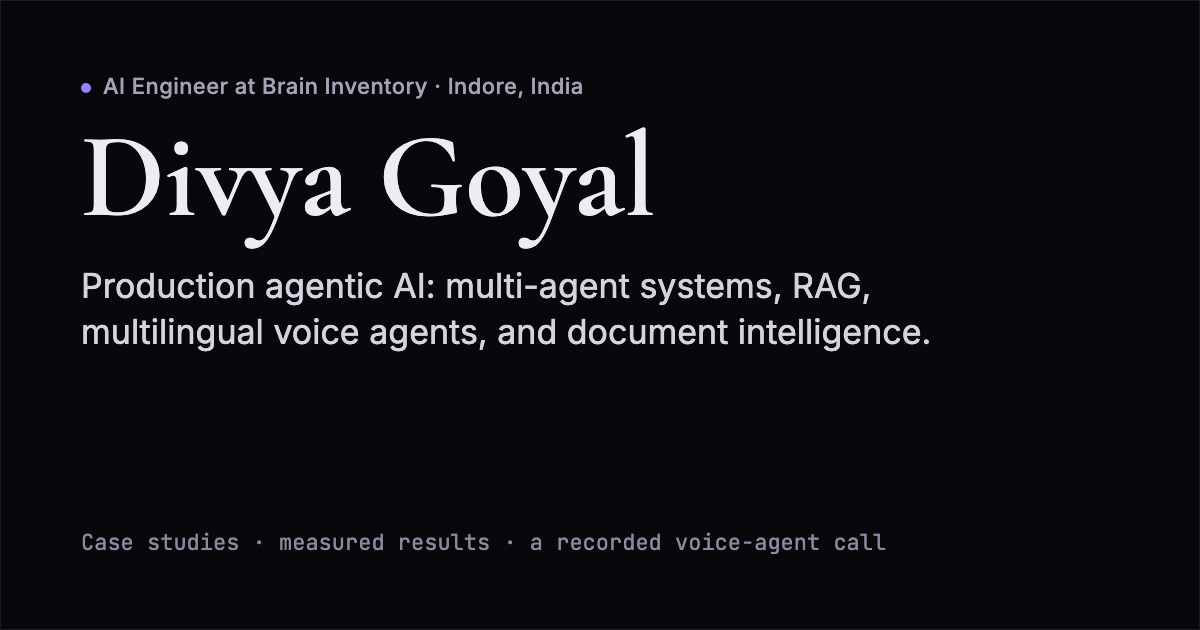 AI Engineer at Brain Inventory · Indore, India
Divya Goyal
Production agentic AI: multi-agent systems, RAG,
multilingual voice agents, and document intelligence.
Case studies · measured results · a recorded voice-agent call